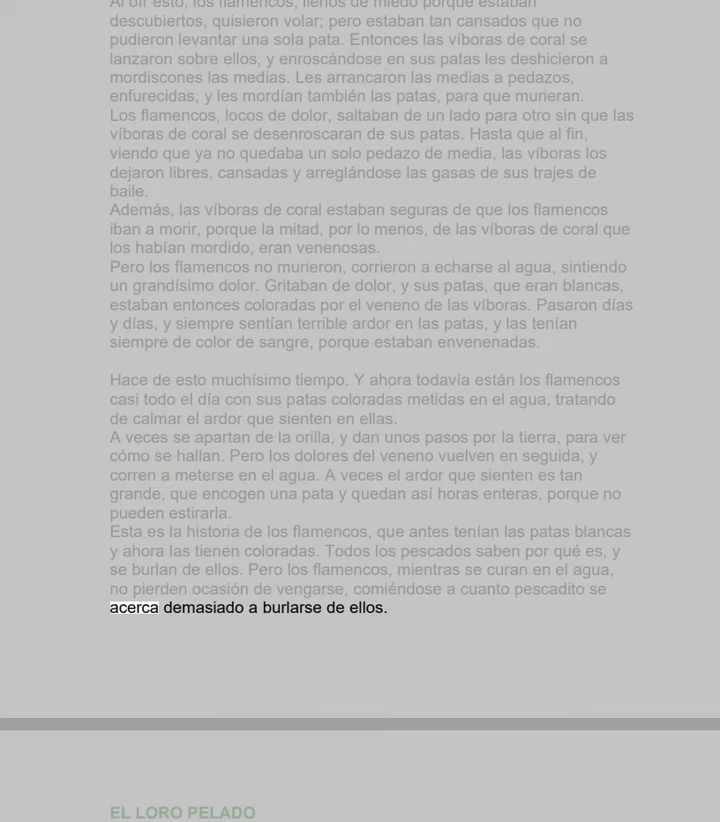 Al oír esto, los flamencos, llenos de miedo porque estaban
descubiertos, quisieron volar; pero estaban tan cansados que no
pudieron levantar una sola pata. Entonces las víboras de coral se
lanzaron sobre ellos, y enroscándose en sus patas les deshicieron a
mordiscones las medias. Les arrancaron las medias a pedazos,
enfurecidas, y les mordían también las patas, para que murieran.
Los flamencos, locos de dolor, saltaban de un lado para otro sin que las
víboras de coral se desenroscaran de sus patas. Hasta que al fin,
viendo que ya no quedaba un solo pedazo de media, las víboras los
dejaron libres, cansadas y arreglándose las gasas de sus trajes de
baile.
Además, las víboras de coral estaban seguras de que los flamencos
iban a morir, porque la mitad, por lo menos, de las víboras de coral que
los habían mordido, eran venenosas.
Pero los flamencos no murieron, corrieron a echarse al agua, sintiendo
un grandísimo dolor. Gritaban de dolor, y sus patas, que eran blancas,
estaban entonces coloradas por el veneno de las víboras. Pasaron días
y días, y siempre sentían terrible ardor en las patas, y las tenían
siempre de color de sangre, porque estaban envenenadas.
Hace de esto muchísimo tiempo. Y ahora todavía están los flamencos
casi todo el día con sus patas coloradas metidas en el agua, tratando
de calmar el ardor que sienten en ellas.
A veces se apartan de la orilla, y dan unos pasos por la tierra, para ver
cómo se hallan. Pero los dolores del veneno vuelven en seguida, y
corren a meterse en el agua. A veces el ardor que sienten es tan
grande, que encogen una pata y quedan así horas enteras, porque no
pueden estirarla.
Esta es la historia de los flamencos, que antes tenían las patas blancas
y ahora las tienen coloradas. Todos los pescados saben por qué es, y
se burlan de ellos. Pero los flamencos, mientras se curan en el agua,
no pierden ocasión de vengarse, comiéndose a cuanto pescadito se
acerca demasiado a burlarse de ellos.
EL LORO PELADO